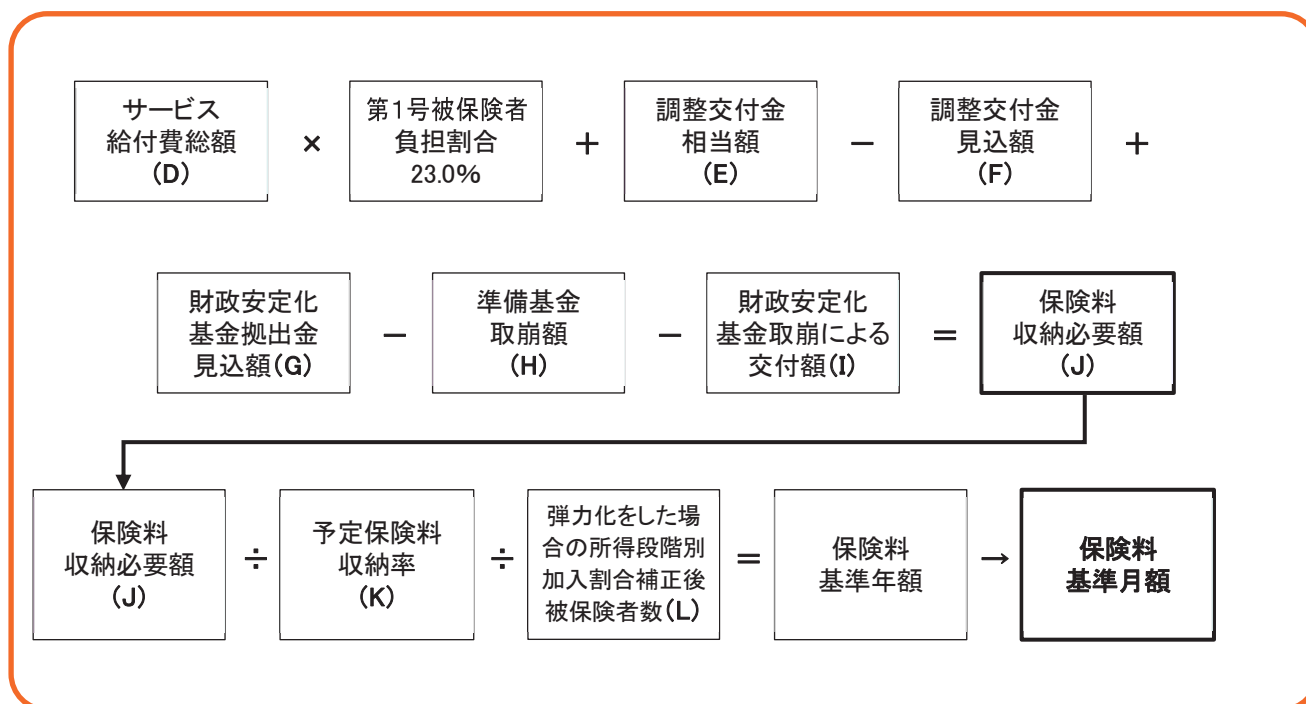 サービス
給付費総額
(D)
×
第1号被保険者
負担割合
23.0%
+
調整交付金
相当額
(E)
−
調整交付金
見込額
(F)
+
財政安定化
基金拠出金
見込額(G)
−
準備基金
取崩額
(H)
−
財政安定化
基金取崩による
交付額(I)
=
保険料
収納必要額
(J)
保険料
収納必要額
(J)
÷
予定保険料
収納率
(K)
÷
弾力化をした場
合の所得段階別
加入割合補正後
被保険者数(L)
=
保険料
基準年額
→
保険料
基準月額